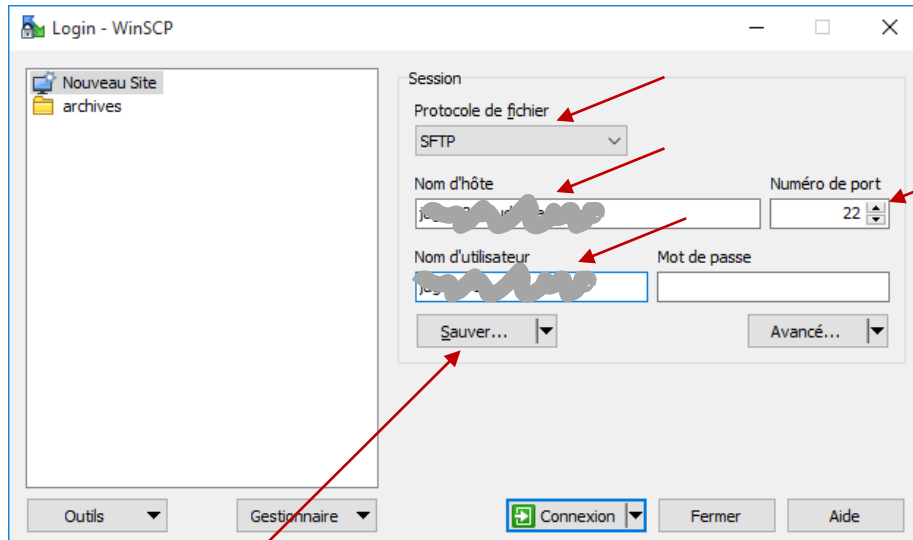 Login - WinSCP
Nouveau Site
archives
Session
Protocole de fichier
SFTP
Nom d'hôte
Numéro de port
22
Nom d'utilisateur
Mot de passe
Sauver...
Avancé...
Outils
Gestionnaire
Connexion
Fermer
Aide